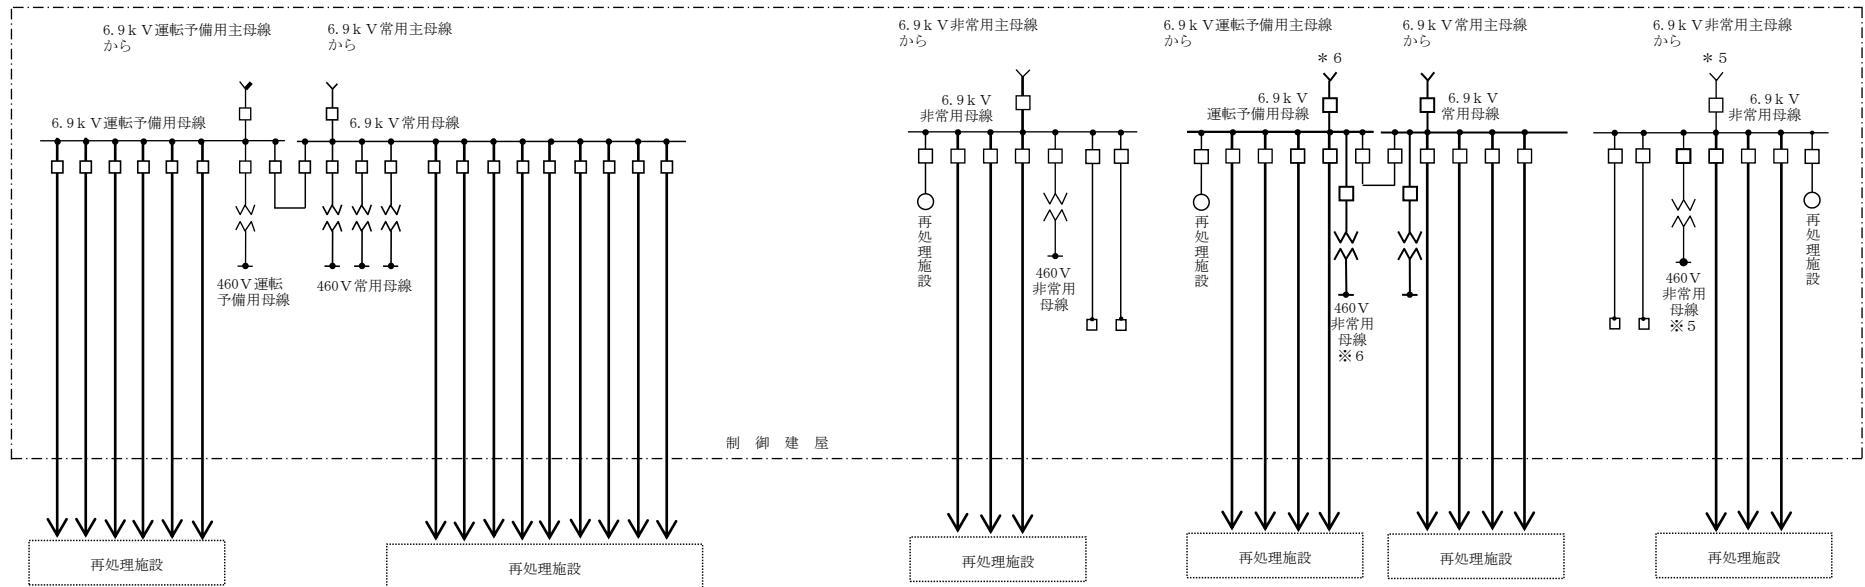 6.9kV運転予備用主母線
から
6.9kV常用主母線
から
6.9kV運転予備用母線
6.9kV常用母線
460V運転
予備用母線
460V常用母線
再処理施設
再処理施設
6.9kV非常用主母線
から
6.9kV
非常用母線
再処理施設
460V
非常用
母線
再処理施設
制御建屋
6.9kV運転予備用主母線
から
＊6
6.9kV
運転予備用母線
再処理施設
460V
非常用
母線
※6
再処理施設
6.9kV常用主母線
から
6.9kV
常用母線
再処理施設
6.9kV非常用主母線
から
＊5
6.9kV
非常用母線
460V
非常用
母線
※5
再処理施設
再処理施設